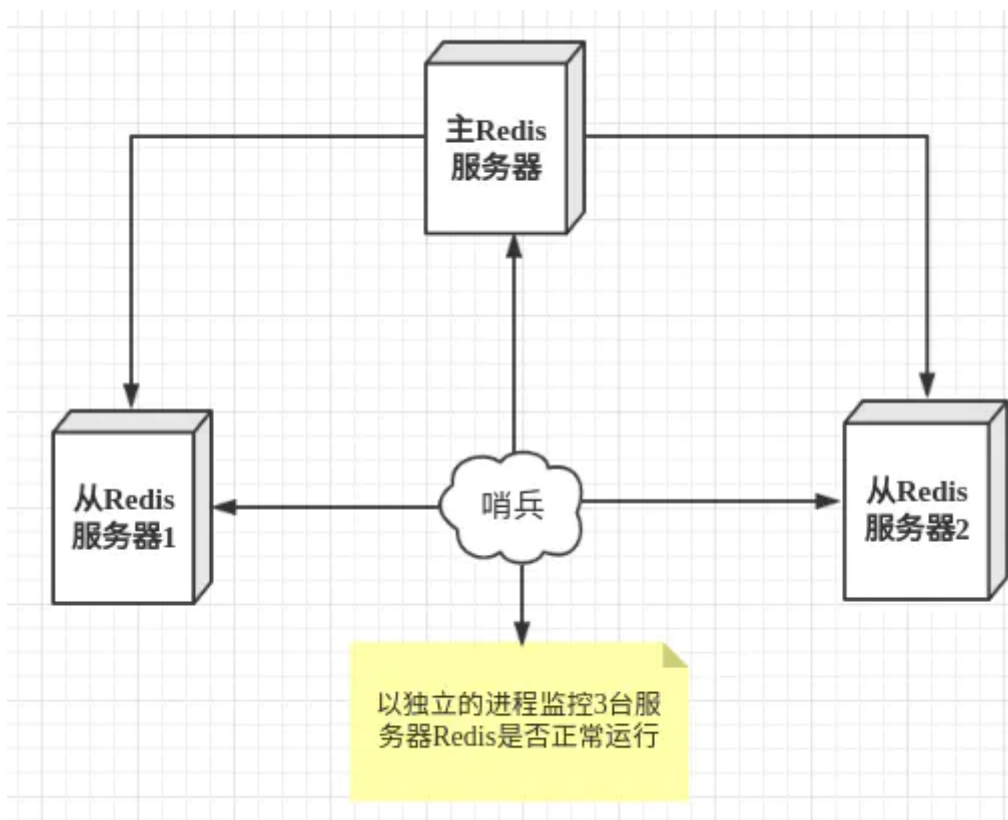 主Redis
服务器
从Redis
服务器1
哨兵
从Redis
服务器2
以独立的进程监控3台服
务器Redis是否正常运行